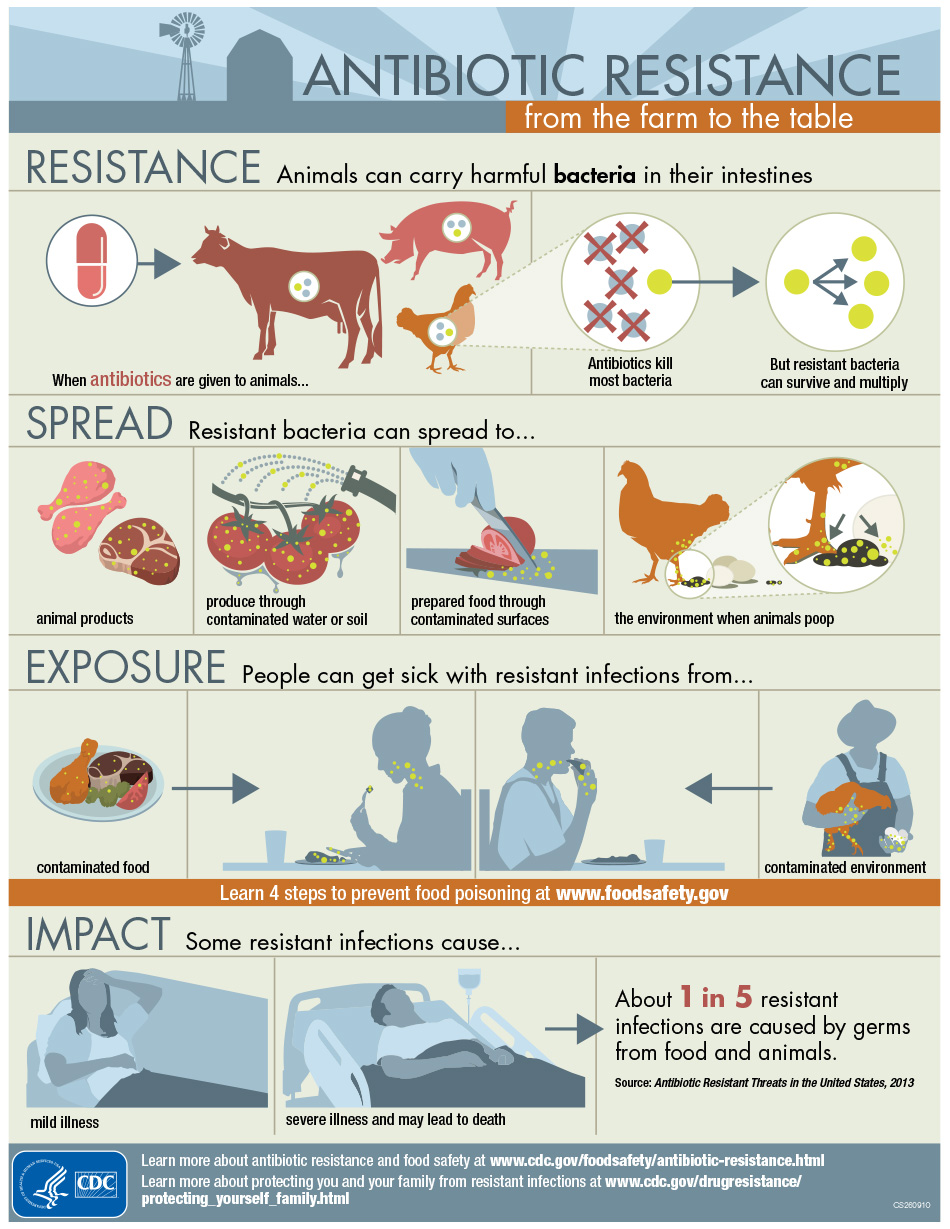 ANTIBIOTIC RESISTANCE
from the farm to the table
RESISTANCE Animals can carry harmful bacteria in their intestines
When antibiotics are given to animals...
Antibiotics kill
most bacteria
But resistant bacteria
can survive and multiply
SPREAD Resistant bacteria can spread to...
animal products
produce through
contaminated water or soil
prepared food through
contaminated surfaces
the environment when animals poop
EXPOSURE People can get sick with resistant infections from...
contaminated food
contaminated environment
Learn 4 steps to prevent food poisoning at www.foodsafety.gov
IMPACT Some resistant infections cause...
mild illness
severe illness and may lead to death
About 1 in 5 resistant
infections are caused by germs
from food and animals.
Source: Antibiotic Resistant Threats in the United States, 2013
CDC
Learn more about antibiotic resistance and food safety at www.cdc.gov/foodsafety/antibiotic-resistance.html
Learn more about protecting you and your family from resistant infections at www.cdc.gov/drugresistance/
protecting_yourself_family.html
CS260910